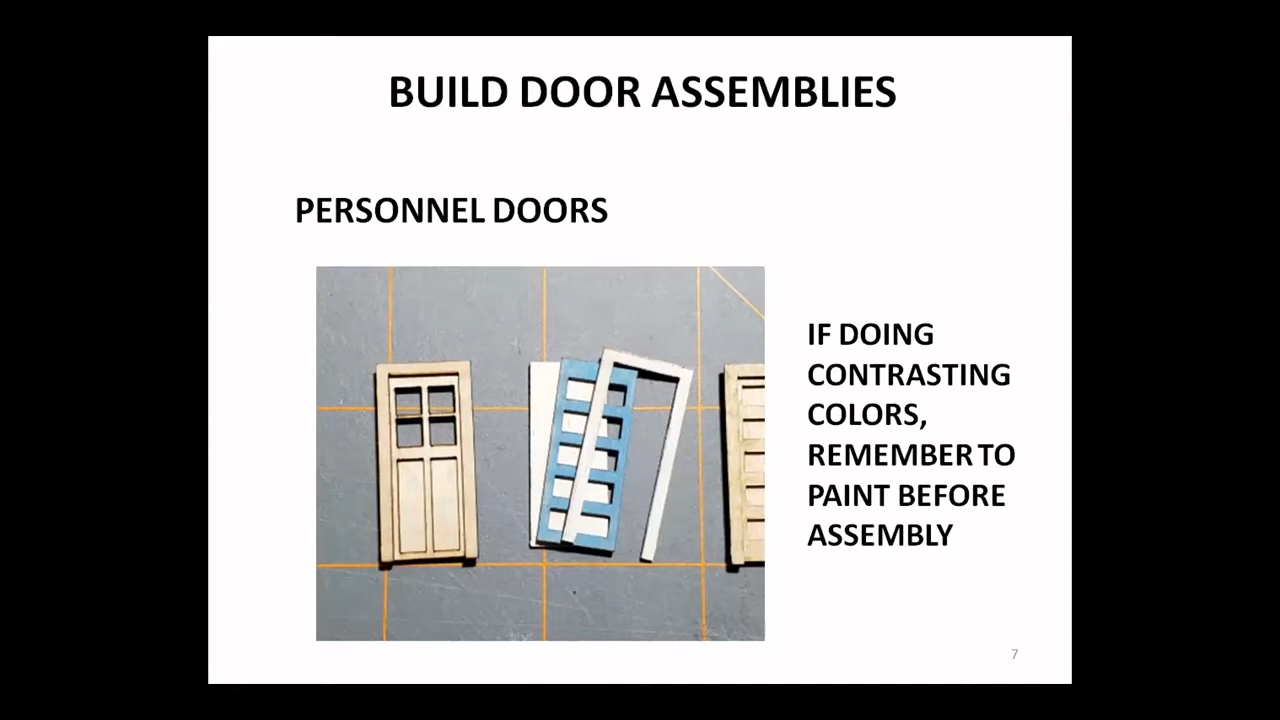 BUILD DOOR ASSEMBLIES
PERSONNEL DOORS
IF DOING
CONTRASTING
COLORS,
REMEMBER TO
PAINT BEFORE
ASSEMBLY
7